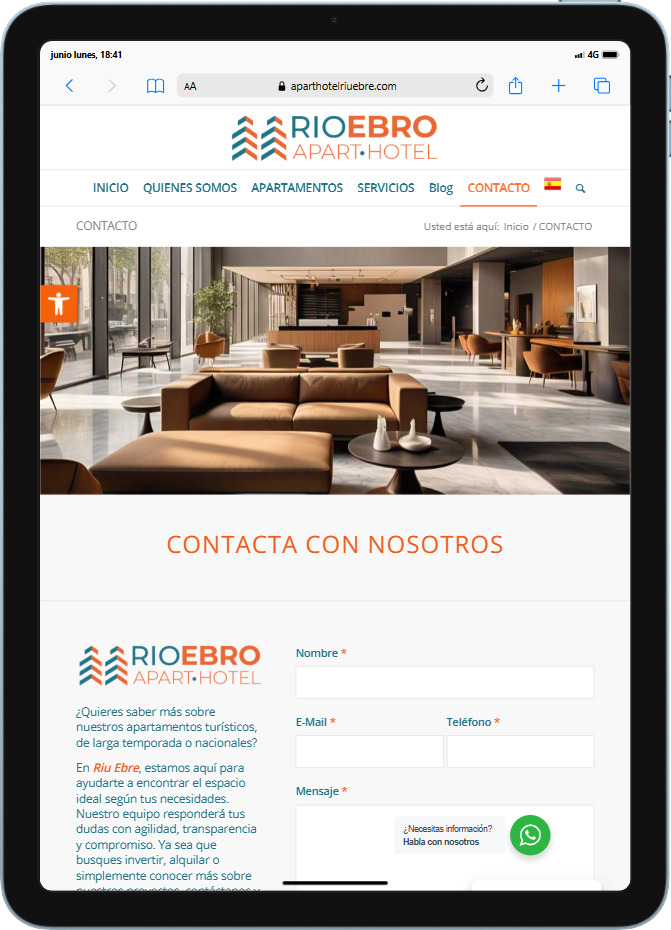 junio lunes, 18:41
4G
AA
aparthotelriuebre.com
RIOEBRO
APART·HOTEL
INICIO QUIENES SOMOS APARTAMENTOS SERVICIOS Blog CONTACTO
CONTACTO
Usted está aquí: Inicio / CONTACTO
CONTACTA CON NOSOTROS
RIOEBRO
APART·HOTEL
¿Quieres saber más sobre
nuestros apartamentos turísticos,
de larga temporada o nacionales?
En Riu Ebre, estamos aquí para
ayudarte a encontrar el espacio
ideal según tus necesidades.
Nuestro equipo responderá tus
dudas con agilidad, transparencia
y compromiso. Ya sea que
busques invertir, alquilar o
simplemente conocer más sobre
nuestros proyectos, contáctanos y
Nombre *
E-Mail *
Teléfono *
Mensaje *
¿Necesitas información?
Habla con nosotros